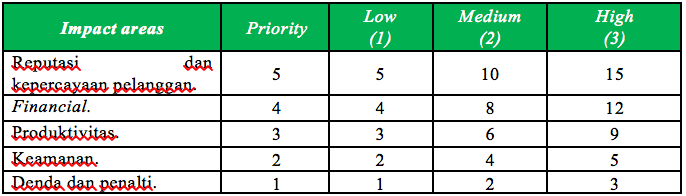 Impact areas Priority Low (1) Medium (2) High (3)
Reputasi dan
kepercayaan pelanggan. 5 5 10 15
Financial. 4 4 8 12
Produktivitas. 3 3 6 9
Keamanan. 2 2 4 5
Denda dan penalti. 1 1 2 3